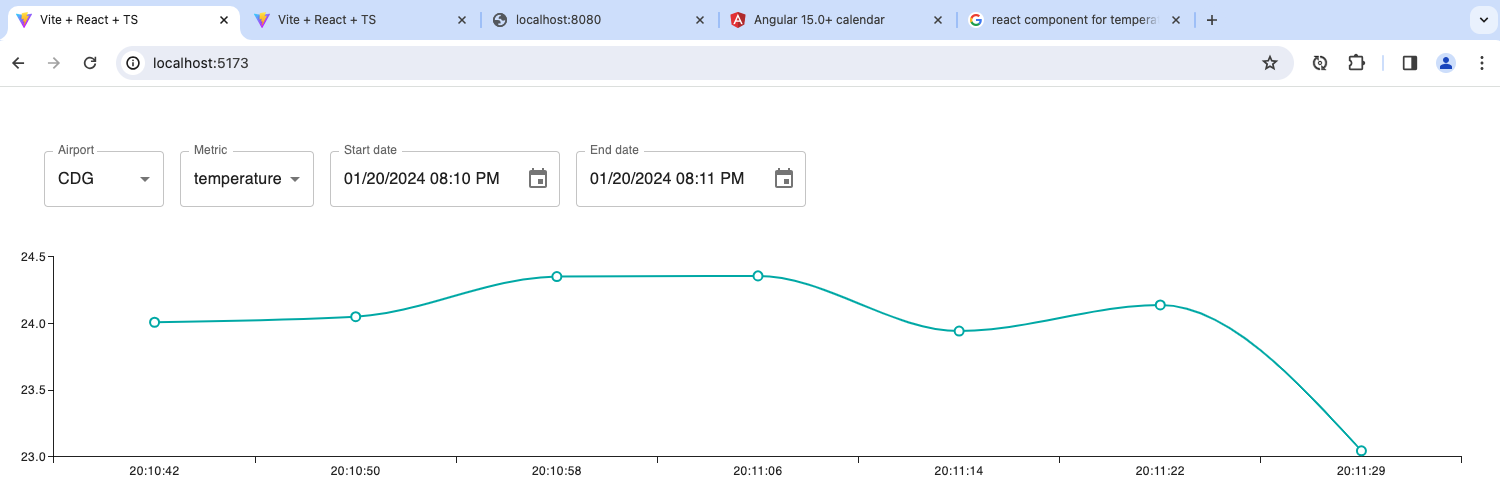 Vite + React + TS
Vite + React + TS
localhost:8080
Angular 15.0+ calendar
react component for tempera
localhost:5173
Airport
Metric
Start date
End date
CDG
temperature
01/20/2024 08:10 PM
01/20/2024 08:11 PM
24.5
24.0
23.5
23.0
20:10:42
20:10:50
20:10:58
20:11:06
20:11:14
20:11:22
20:11:29